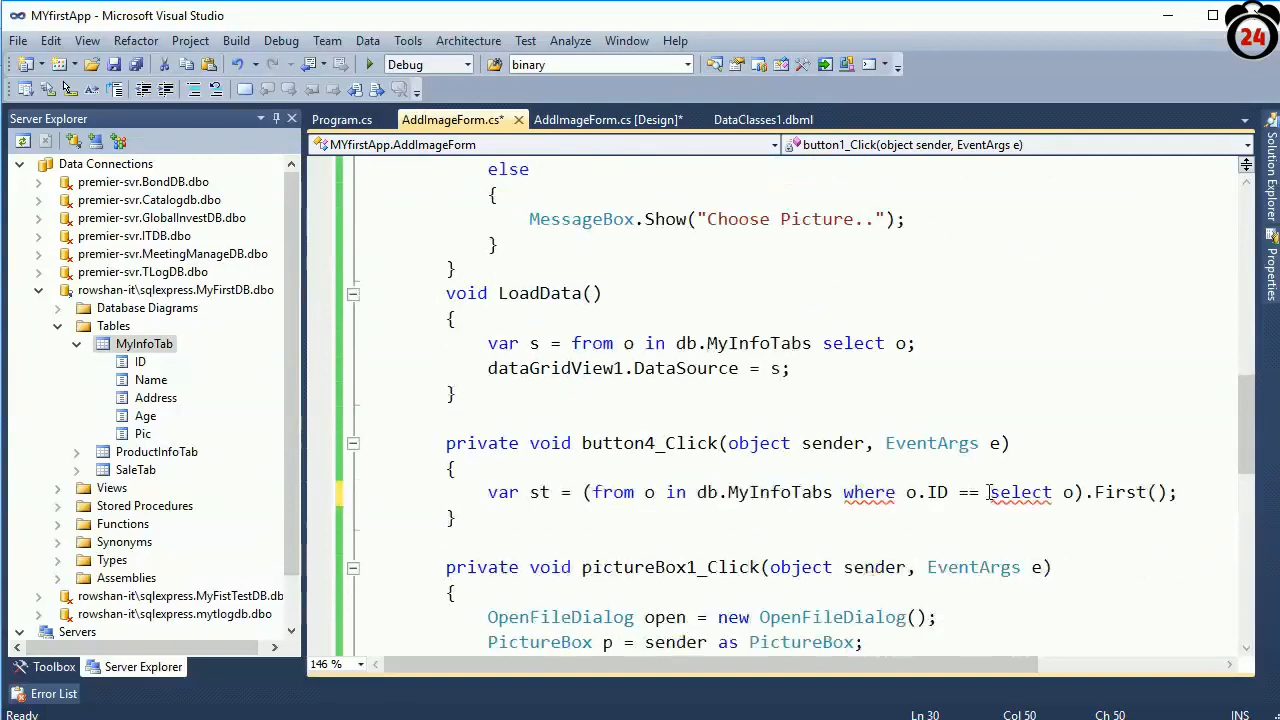 MYfirstApp - Microsoft Visual Studio
24
File Edit View Refactor Project Build Debug Team Data Tools Architecture Test Analyze Window Help
Debug binary
Server Explorer
Program.cs AddImageForm.cs* AddImageForm.cs [Design]* DataClasses1.dbml
MYfirstApp.AddImageForm button1_Click(object sender, EventArgs e)
Data Connections
premier-svr.BondDB.dbo
premier-svr.Catalogdb.dbo
premier-svr.GlobalInvestDB.dbo
premier-svr.ITDB.dbo
premier-svr.MeetingManageDB.dbo
premier-svr.TLogDB.dbo
rowshan-it\sqlexpress.MyFirstDB.dbo
Database Diagrams
Tables
MyInfoTab
ID
Name
Address
Age
Pic
ProductInfoTab
SaleTab
Views
Stored Procedures
Functions
Synonyms
Types
Assemblies
rowshan-it\sqlexpress.MyFistTestDB.db
rowshan-it\sqlexpress.mytlogdb.dbo
Servers
Toolbox Server Explorer
else
{
MessageBox.Show("Choose Picture..");
}
}
void LoadData()
{
var s = from o in db.MyInfoTabs select o;
dataGridView1.DataSource = s;
}
private void button4_Click(object sender, EventArgs e)
{
var st = (from o in db.MyInfoTabs where o.ID == select o).First();
}
private void pictureBox1_Click(object sender, EventArgs e)
{
OpenFileDialog open = new OpenFileDialog();
PictureBox p = sender as PictureBox;
146 %
Solution Explorer
Properties
Error List
Ready Ln 30 Col 50 Ch 50 INS